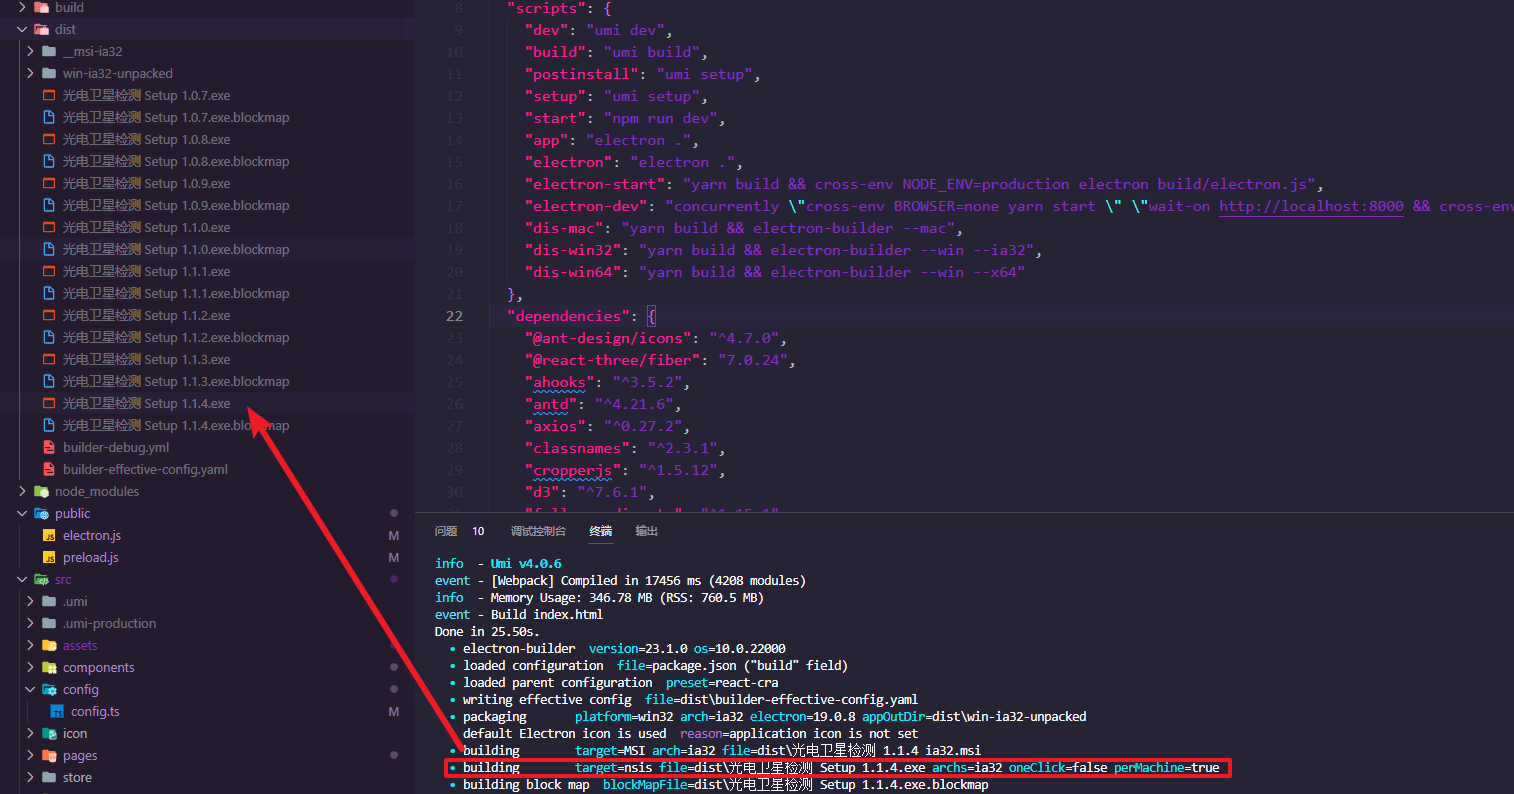 build
dist
__msi-ia32
win-ia32-unpacked
光电卫星检测 Setup 1.0.7.exe
光电卫星检测 Setup 1.0.7.exe.blockmap
光电卫星检测 Setup 1.0.8.exe
光电卫星检测 Setup 1.0.8.exe.blockmap
光电卫星检测 Setup 1.0.9.exe
光电卫星检测 Setup 1.0.9.exe.blockmap
光电卫星检测 Setup 1.1.0.exe
光电卫星检测 Setup 1.1.0.exe.blockmap
光电卫星检测 Setup 1.1.1.exe
光电卫星检测 Setup 1.1.1.exe.blockmap
光电卫星检测 Setup 1.1.2.exe
光电卫星检测 Setup 1.1.2.exe.blockmap
光电卫星检测 Setup 1.1.3.exe
光电卫星检测 Setup 1.1.3.exe.blockmap
光电卫星检测 Setup 1.1.4.exe
光电卫星检测 Setup 1.1.4.exe.blockmap
builder-debug.yml
builder-effective-config.yaml
node_modules
public
JS electron.js M
JS preload.js M
src
.umi
.umi-production
assets
components
config
TS config.ts M
icon
pages
store
8 "scripts": {
9 "dev": "umi dev",
10 "build": "umi build",
11 "postinstall": "umi setup",
12 "setup": "umi setup",
13 "start": "npm run dev",
14 "app": "electron .",
15 "electron": "electron .",
16 "electron-start": "yarn build && cross-env NODE_ENV=production electron build/electron.js",
17 "electron-dev": "concurrently \"cross-env BROWSER=none yarn start \" \"wait-on http://localhost:8000 && cross-env
18 "dis-mac": "yarn build && electron-builder --mac",
19 "dis-win32": "yarn build && electron-builder --win --ia32",
20 "dis-win64": "yarn build && electron-builder --win --x64"
21 },
22 "dependencies": {
23 "@ant-design/icons": "^4.7.0",
24 "@react-three/fiber": "7.0.24",
25 "ahooks": "^3.5.2",
26 "antd": "^4.21.6",
27 "axios": "^0.27.2",
28 "classnames": "^2.3.1",
29 "cropperjs": "^1.5.12",
30 "d3": "^7.6.1",
问题 10 调试控制台 终端 输出
info - Umi v4.0.6
event - [Webpack] Compiled in 17456 ms (4208 modules)
info - Memory Usage: 346.78 MB (RSS: 760.5 MB)
event - Build index.html
Done in 25.50s.
• electron-builder version=23.1.0 os=10.0.22000
• loaded configuration file=package.json ("build" field)
• loaded parent configuration preset=react-cra
• writing effective config file=dist\builder-effective-config.yaml
• packaging platform=win32 arch=ia32 electron=19.0.8 appOutDir=dist\win-ia32-unpacked
• default Electron icon is used reason=application icon is not set
• building target=MSI arch=ia32 file=dist\光电卫星检测 1.1.4 ia32.msi
• building target=nsis file=dist\光电卫星检测 Setup 1.1.4.exe archs=ia32 oneClick=false perMachine=true
• building block map blockMapFile=dist\光电卫星检测 Setup 1.1.4.exe.blockmap